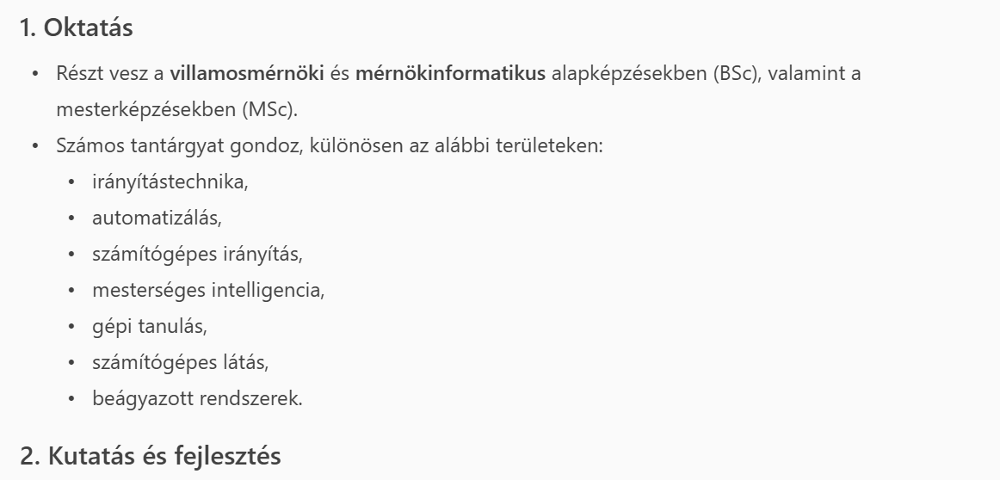 1. Oktatás
• Részt vesz a villamosmérnöki és mérnökinformatikus alapképzésekben (BSc), valamint a
mesterképzésekben (MSc).
• Számos tantárgyat gondoz, különösen az alábbi területeken:
• irányítástechnika,
• automatizálás,
• számítógépes irányítás,
• mesterséges intelligencia,
• gépi tanulás,
• számítógépes látás,
• beágyazott rendszerek.
2. Kutatás és fejlesztés